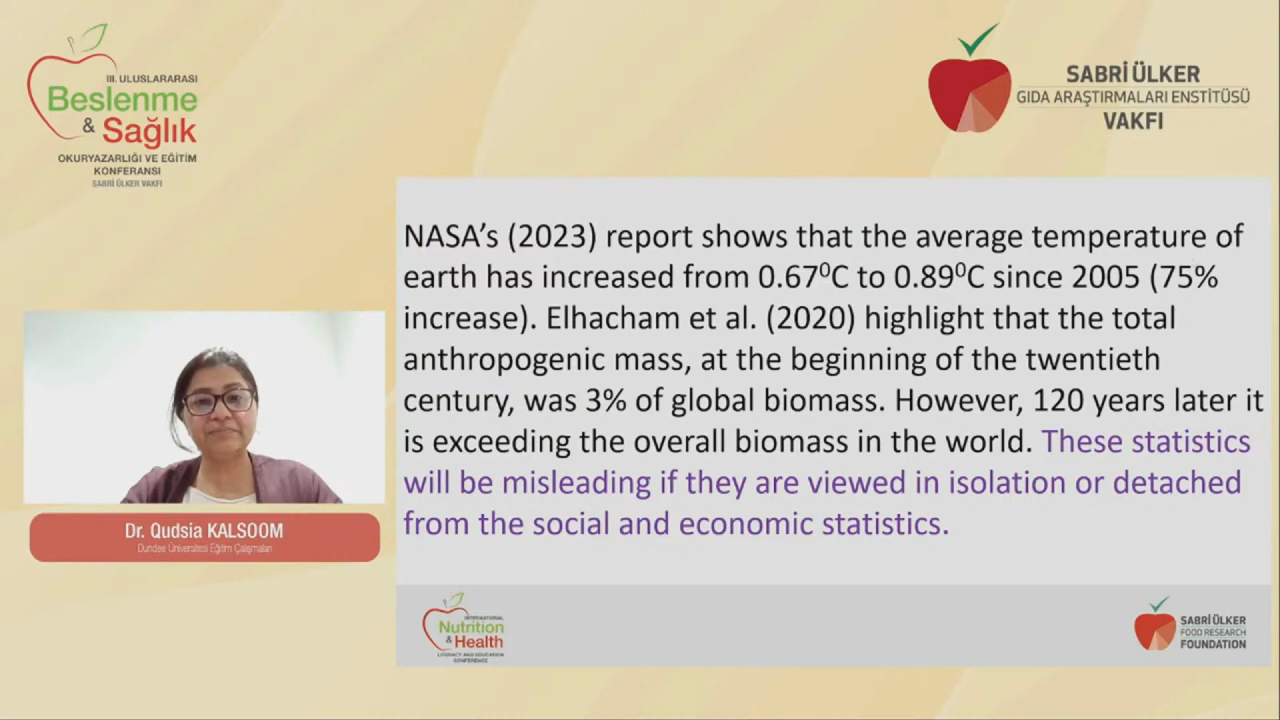 III. ULUSLARARASI
Beslenme
& Sağlık
OKURYAZARLIĞI VE EĞİTİM
KONFERANSI
SABRİ ÜLKER VAKFI
SABRİ ÜLKER
GIDA ARAŞTIRMALARI ENSTİTÜSÜ
VAKFI
NASA’s (2023) report shows that the average temperature of
earth has increased from 0.67⁰C to 0.89⁰C since 2005 (75%
increase). Elhacham et al. (2020) highlight that the total
anthropogenic mass, at the beginning of the twentieth
century, was 3% of global biomass. However, 120 years later it
is exceeding the overall biomass in the world. These statistics
will be misleading if they are viewed in isolation or detached
from the social and economic statistics.
Dr. Qudsia KALSOOM
Dundee Üniversitesi Eğitim Çalışmaları
INTERNATIONAL
Nutrition
& Health
LITERACY AND EDUCATION
CONFERENCE
SABRİ ÜLKER
FOOD RESEARCH
FOUNDATION